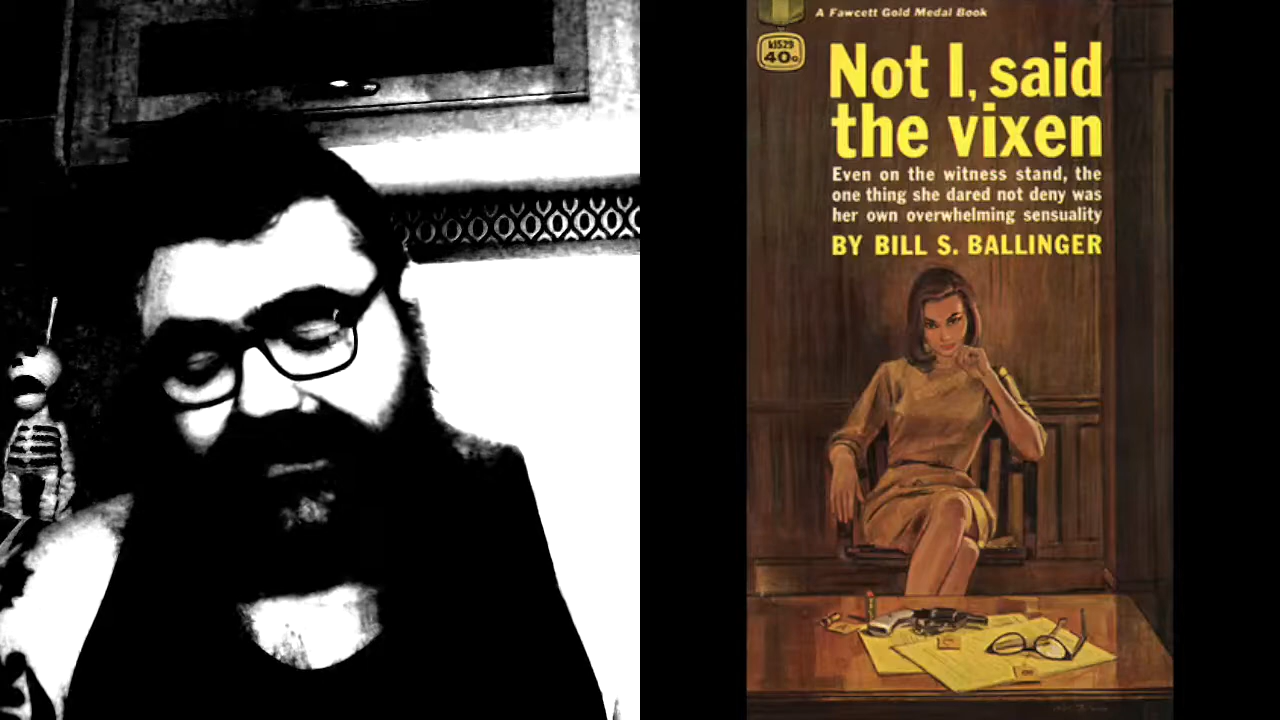 A Fawcett Gold Medal Book
k1529
40c
Not I, said
the vixen
Even on the witness stand, the
one thing she dared not deny was
her own overwhelming sensuality
BY BILL S. BALLINGER